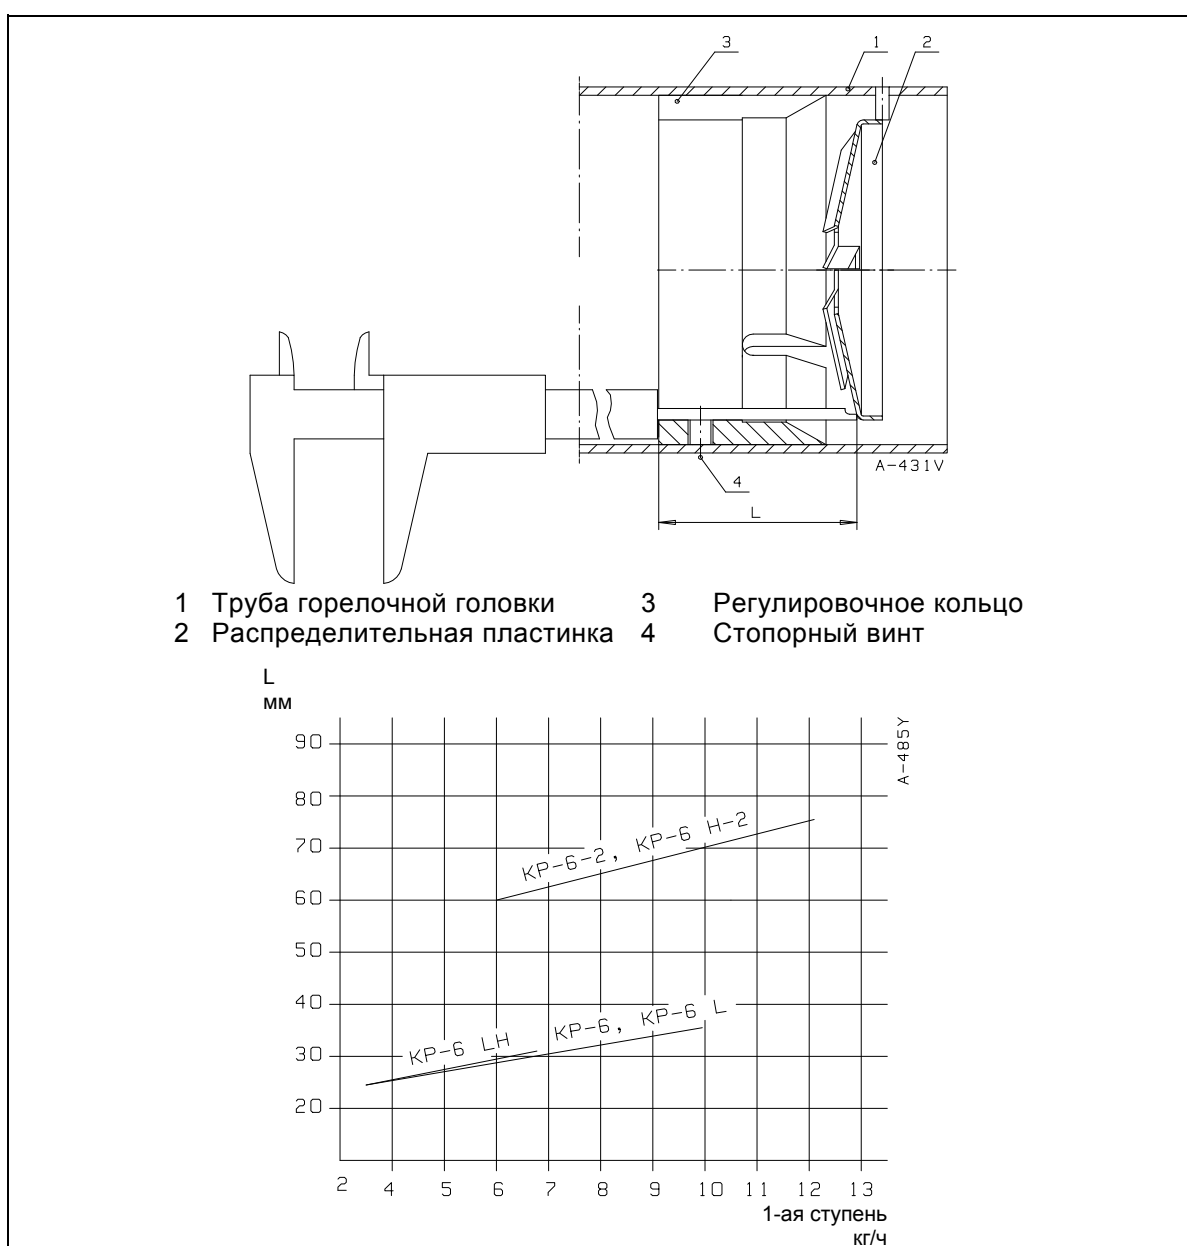 3 1 2
A-431V
4
L
1 Труба горелочной головки 3 Регулировочное кольцо
2 Распределительная пластинка 4 Стопорный винт
L
мм
A-485Y
90
80
70
KP-6-2, KP-6 H-2
60
50
40
KP-6, KP-6 L
KP-6 LH
30
20
2 4 5 6 7 8 9 10 11 12 13
1-ая ступень
кг/ч